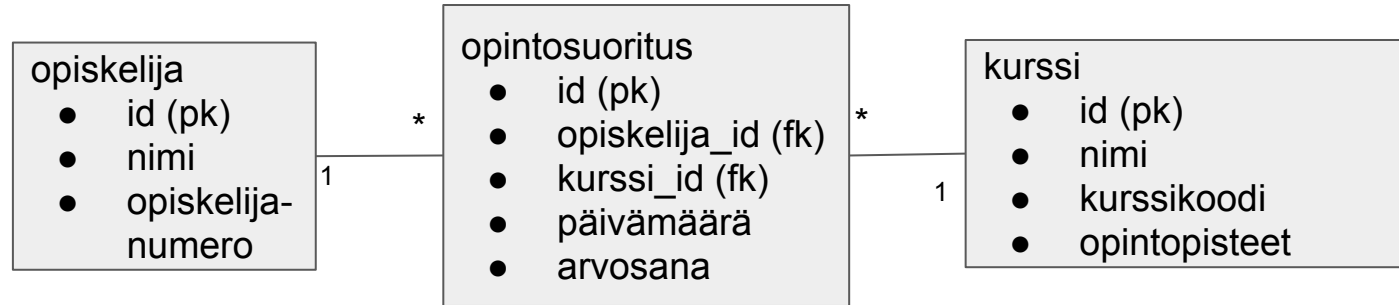 opiskelija
● id (pk)
● nimi
● opiskelija-
numero
1
*
opintosuoritus
● id (pk)
● opiskelija_id (fk)
● kurssi_id (fk)
● päivämäärä
● arvosana
*
1
kurssi
● id (pk)
● nimi
● kurssikoodi
● opintopisteet